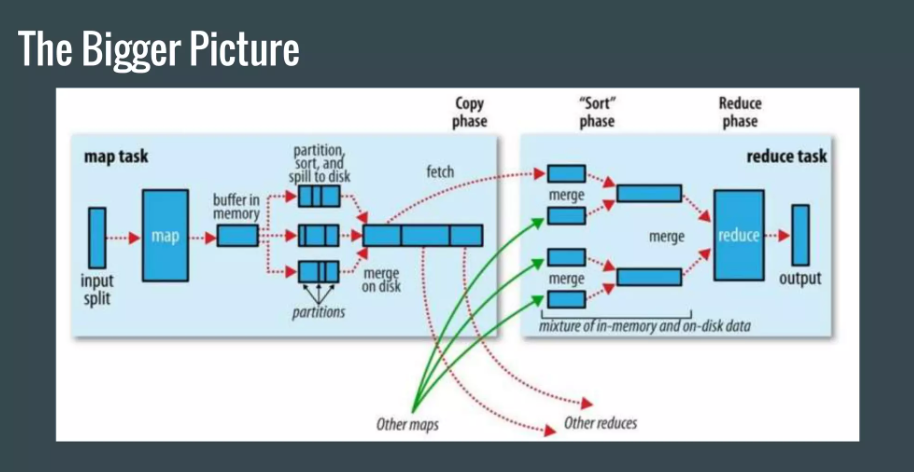 The Bigger Picture
Copy
phase
"Sort"
phase
Reduce
phase
map task
partition,
sort, and
spill to disk
fetch
reduce task
buffer in
memory
map
merge
merge
reduce
input
split
merge
on disk
merge
output
partitions
mixture of in-memory and on-disk data
Other maps
Other reduces